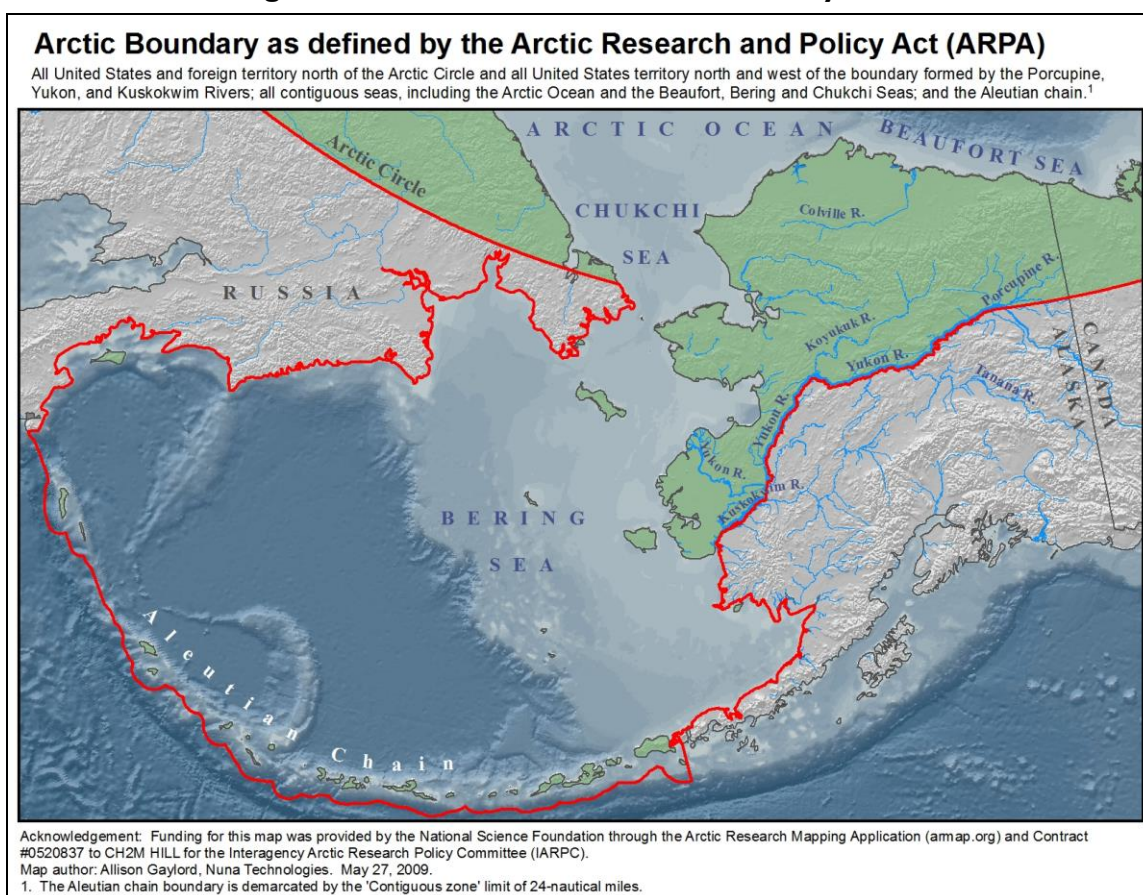 Arctic Boundary as defined by the Arctic Research and Policy Act (ARPA)
All United States and foreign territory north of the Arctic Circle and all United States territory north and west of the boundary formed by the Porcupine,
Yukon, and Kuskokwim Rivers; all contiguous seas, including the Arctic Ocean and the Beaufort, Bering and Chukchi Seas; and the Aleutian chain.¹
ARCTIC OCEAN
BEAUFORT SEA
Arctic Circle
CHUKCHI
SEA
Colville R.
RUSSIA
Porcupine R.
Koyukuk R.
Yukon R.
CANADA
ALASKA
Tanana R.
Yukon R.
Yukon R.
Kuskokwim R.
BERING
SEA
Aleutian
Chain
Acknowledgement: Funding for this map was provided by the National Science Foundation through the Arctic Research Mapping Application (armap.org) and Contract
#0520837 to CH2M HILL for the Interagency Arctic Research Policy Committee (IARPC).
Map author: Allison Gaylord, Nuna Technologies. May 27, 2009.
1. The Aleutian chain boundary is demarcated by the 'Contiguous zone' limit of 24-nautical miles.